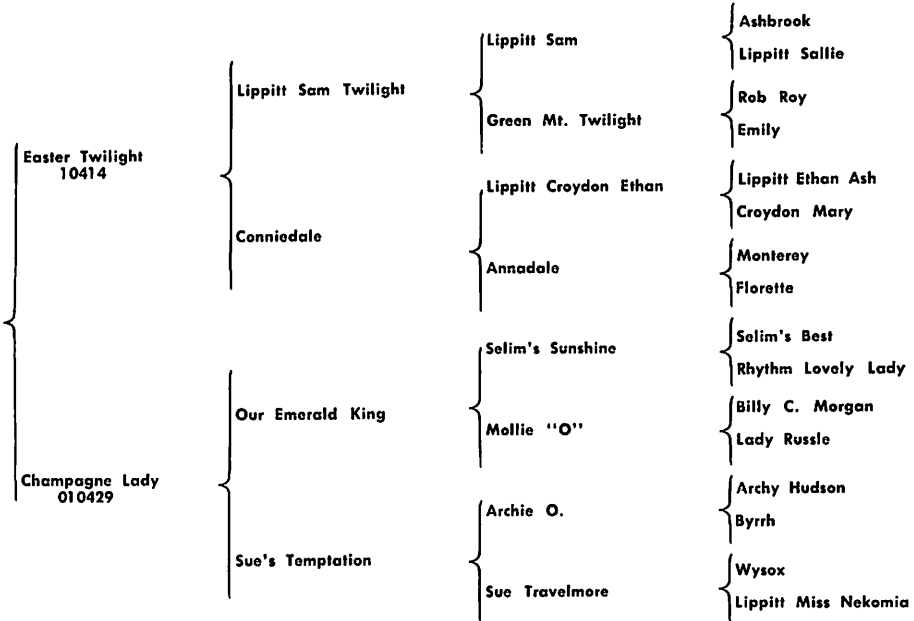 Ashbrook
Lippitt Sam
Lippitt Sallie
Lippitt Sam Twilight
Rob Roy
Green Mt. Twilight
Emily
Easter Twilight
10414
Lippitt Ethan Ash
Lippitt Croydon Ethan
Croydon Mary
Conniedale
Monterey
Annadale
Florette
Selim's Best
Selim's Sunshine
Rhythm Lovely Lady
Our Emerald King
Billy C. Morgan
Mollie "O"
Lady Russle
Champagne Lady
010429
Archy Hudson
Archie O.
Byrrh
Sue's Temptation
Wysox
Sue Travelmore
Lippitt Miss Nekomia